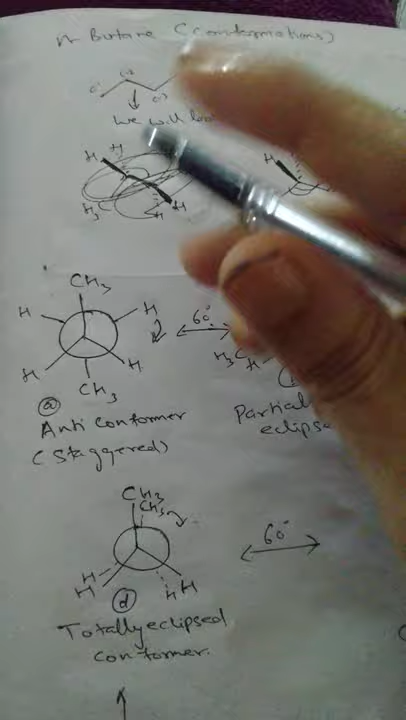 n-Butane (Conformations)
We will
H
H
H
H₃C
H
H
CH₃
H
H
H
H
CH₃
60°
H₃C
H
(a)
Anti conformer
(Staggered)
Partial
eclipse
CH₃
CH₃
H
H
H
H
60°
(d)
Totally eclipsed
conformer.